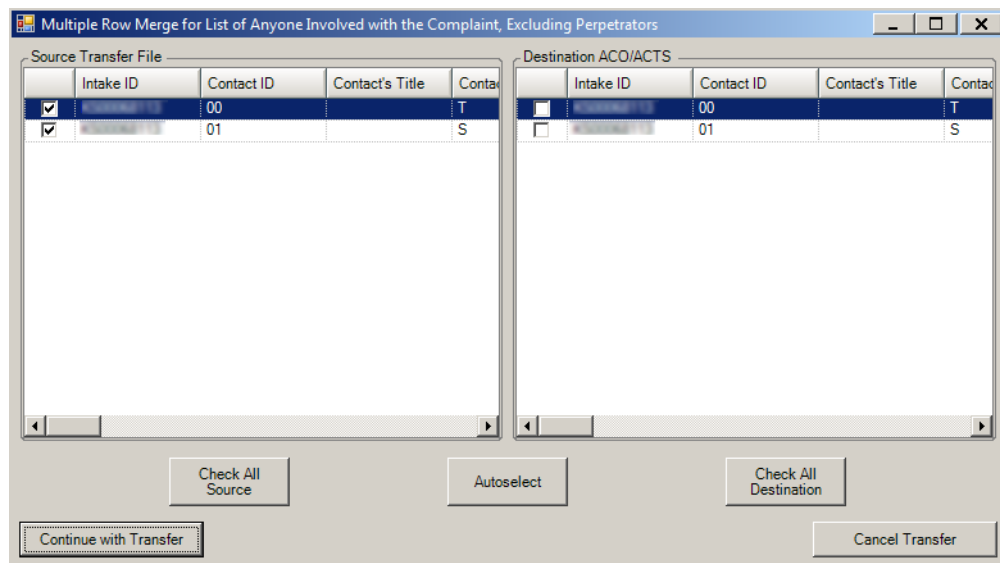 Multiple Row Merge for List of Anyone Involved with the Complaint, Excluding Perpetrators
Source Transfer File
Intake ID Contact ID Contact's Title Contac
00 T
01 S
Destination ACO/ACTS
Intake ID Contact ID Contact's Title Contac
00 T
01 S
Check All
Source
Autoselect
Check All
Destination
Continue with Transfer
Cancel Transfer